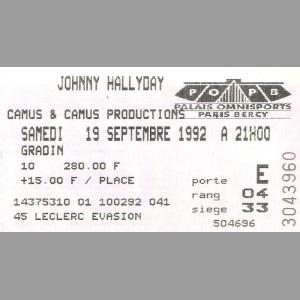 JOHNNY HALLYDAY
POPB
PALAIS OMNISPORTS
PARIS BERCY
CAMUS & CAMUS PRODUCTIONS
SAMEDI 19 SEPTEMBRE 1992 A 21H00
GRADIN
10 280.00 F
+15.00 F / PLACE
porte E
rang 04
siege 33
14375310 01 100292 041
45 LECLERC EVASION
504696
3043960